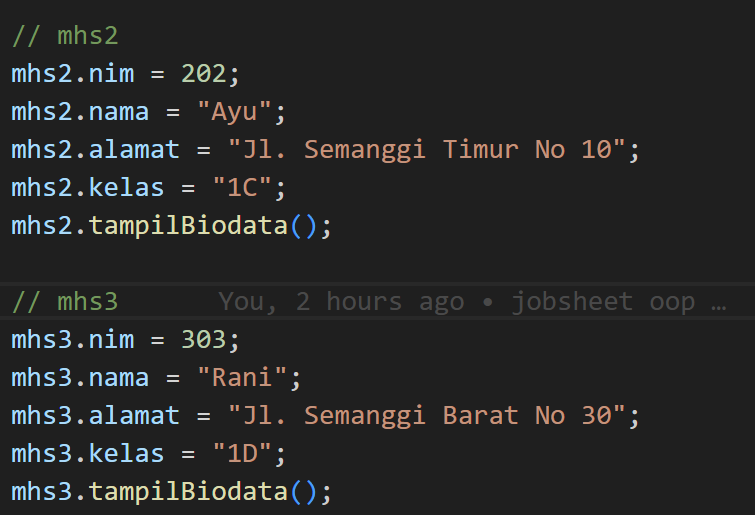 // mhs2
mhs2.nim = 202;
mhs2.nama = "Ayu";
mhs2.alamat = "Jl. Semanggi Timur No 10";
mhs2.kelas = "1C";
mhs2.tampilBiodata();
// mhs3 You, 2 hours ago • jobsheet oop …
mhs3.nim = 303;
mhs3.nama = "Rani";
mhs3.alamat = "Jl. Semanggi Barat No 30";
mhs3.kelas = "1D";
mhs3.tampilBiodata();